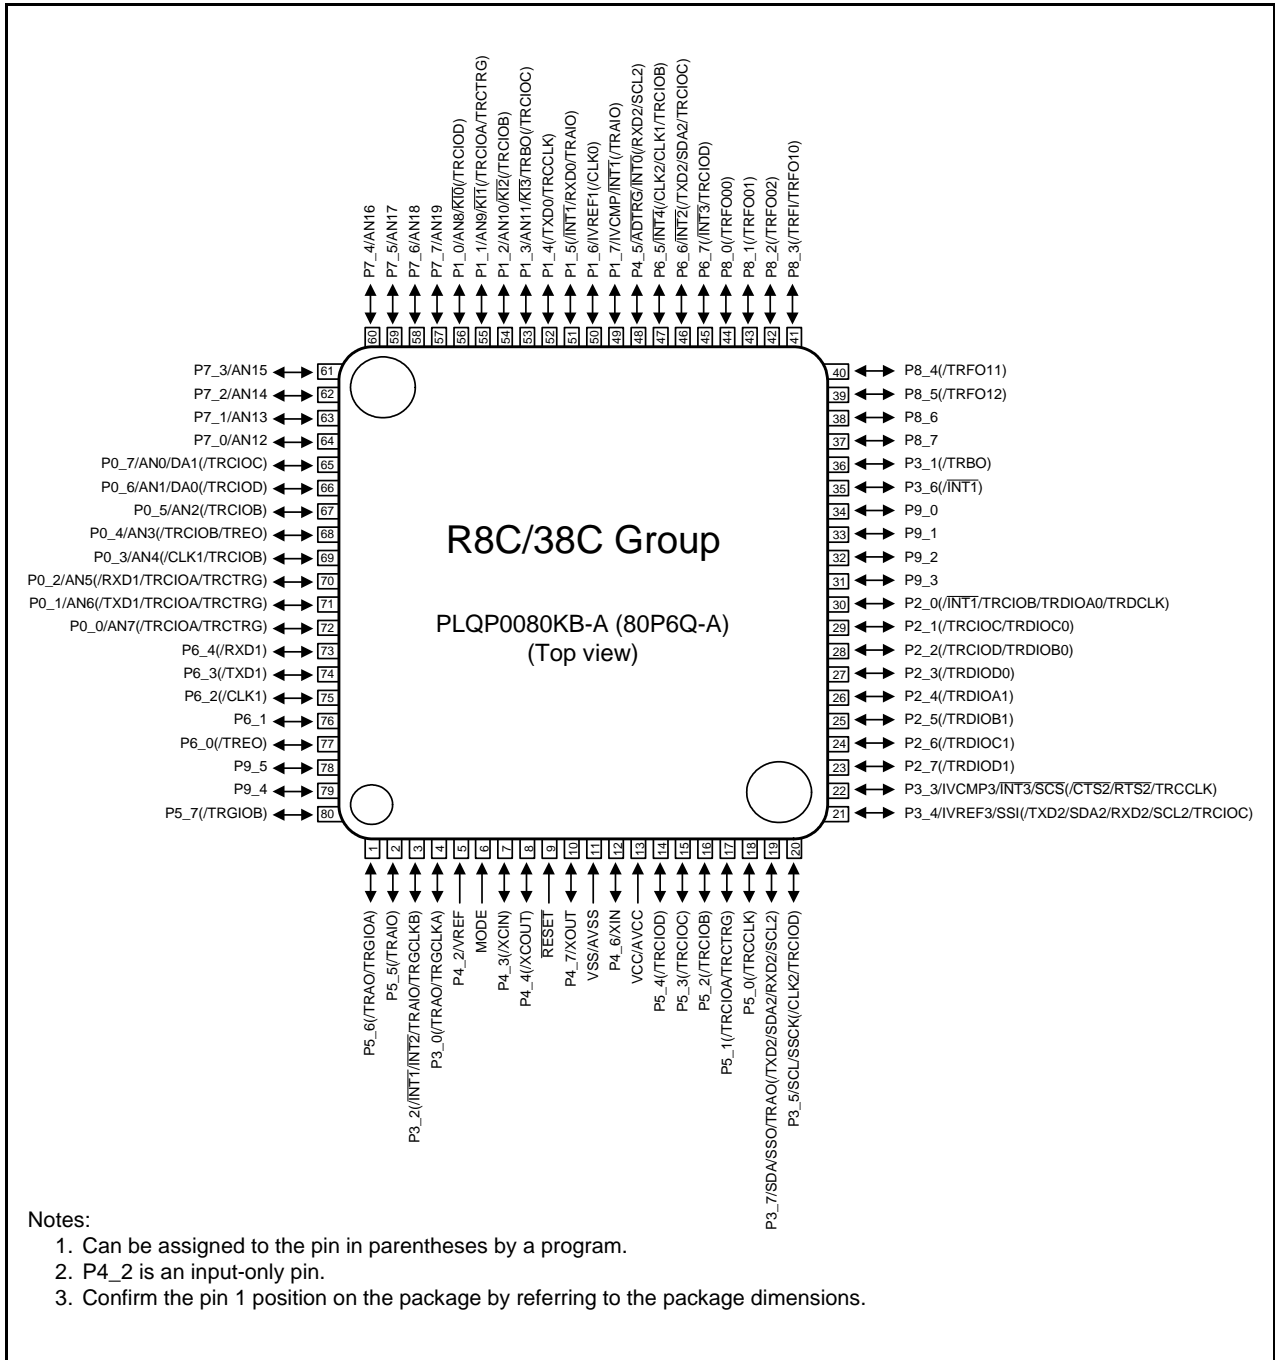 P7_4/AN16
P7_5/AN17
P7_6/AN18
P7_7/AN19
P1_0/AN8/KI0(/TRCIOD)
P1_1/AN9/KI1(/TRCIOA/TRCTRG)
P1_2/AN10/KI2(/TRCIOB)
P1_3/AN11/KI3/TRBO(/TRCIOC)
P1_4(/TXD0/TRCCLK)
P1_5(/INT1/RXD0/TRAIO)
P1_6/IVREF1(/CLK0)
P1_7/IVCMP/INT1(/TRAIO)
P4_5/ADTRG/INT0(/RXD2/SCL2)
P6_5/INT4(/CLK2/CLK1/TRCIOB)
P6_6/INT2(/TXD2/SDA2/TRCIOC)
P6_7(/INT3/TRCIOD)
P8_0(/TRFO00)
P8_1(/TRFO01)
P8_2(/TRFO02)
P8_3(/TRFI/TRFO10)
60 59 58 57 56 55 54 53 52 51 50 49 48 47 46 45 44 43 42 41
P7_3/AN15 61
P7_2/AN14 62
P7_1/AN13 63
P7_0/AN12 64
P0_7/AN0/DA1(/TRCIOC) 65
P0_6/AN1/DA0(/TRCIOD) 66
P0_5/AN2(/TRCIOB) 67
P0_4/AN3(/TRCIOB/TREO) 68
P0_3/AN4(/CLK1/TRCIOB) 69
P0_2/AN5(/RXD1/TRCIOA/TRCTRG) 70
P0_1/AN6(/TXD1/TRCIOA/TRCTRG) 71
P0_0/AN7(/TRCIOA/TRCTRG) 72
P6_4(/RXD1) 73
P6_3(/TXD1) 74
P6_2(/CLK1) 75
P6_1 76
P6_0(/TREO) 77
P9_5 78
P9_4 79
P5_7(/TRGIOB) 80
R8C/38C Group
PLQP0080KB-A (80P6Q-A)
(Top view)
40 P8_4(/TRFO11)
39 P8_5(/TRFO12)
38 P8_6
37 P8_7
36 P3_1(/TRBO)
35 P3_6(/INT1)
34 P9_0
33 P9_1
32 P9_2
31 P9_3
30 P2_0(/INT1/TRCIOB/TRDIOA0/TRDCLK)
29 P2_1(/TRCIOC/TRDIOC0)
28 P2_2(/TRCIOD/TRDIOB0)
27 P2_3(/TRDIOD0)
26 P2_4(/TRDIOA1)
25 P2_5(/TRDIOB1)
24 P2_6(/TRDIOC1)
23 P2_7(/TRDIOD1)
22 P3_3/IVCMP3/INT3/SCS(/CTS2/RTS2/TRCCLK)
21 P3_4/IVREF3/SSI(/TXD2/SDA2/RXD2/SCL2/TRCIOC)
1 2 3 4 5 6 7 8 9 10 11 12 13 14 15 16 17 18 19 20
P5_6(/TRAO/TRGIOA)
P5_5(/TRAIO)
P3_2(/INT1/INT2/TRAIO/TRGCLKB)
P3_0(/TRAO/TRGCLKA)
P4_2/VREF
MODE
P4_3(/XCIN)
P4_4(/XCOUT)
RESET
P4_7/XOUT
VSS/AVSS
P4_6/XIN
VCC/AVCC
P5_4(/TRCIOD)
P5_3(/TRCIOC)
P5_2(/TRCIOB)
P5_1(/TRCIOA/TRCTRG)
P5_0(/TRCCLK)
P3_7/SDA/SSO/TRAO(/TXD2/SDA2/RXD2/SCL2)
P3_5/SCL/SSCK(/CLK2/TRCIOD)
Notes:
1. Can be assigned to the pin in parentheses by a program.
2. P4_2 is an input-only pin.
3. Confirm the pin 1 position on the package by referring to the package dimensions.